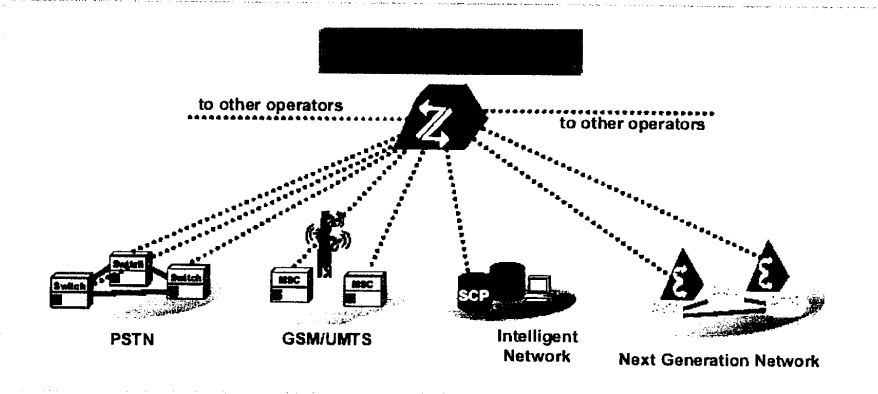 to other operators
to other operators
Switch
Switch
Switch
MSC
MSC
SCP
PSTN
GSM/UMTS
Intelligent
Network
Next Generation Network